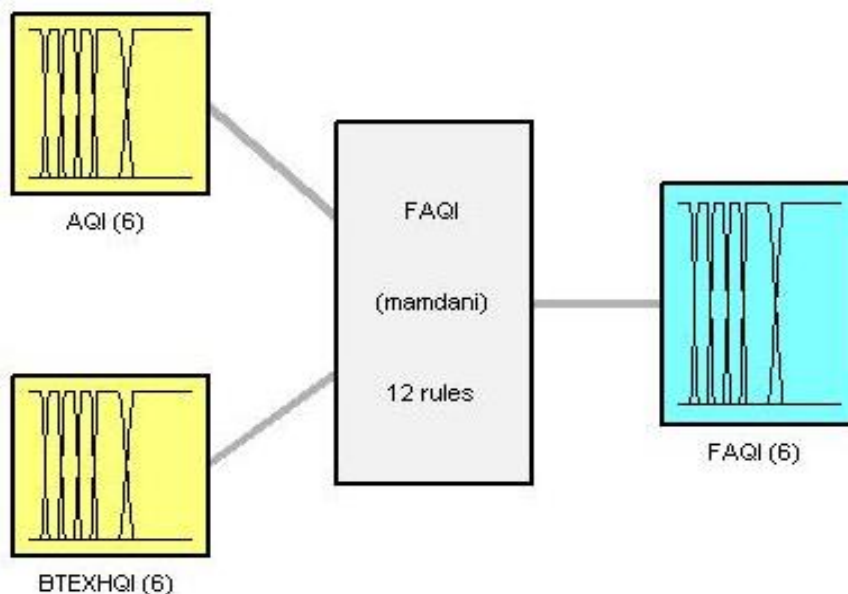 AQI (6)
BTEXHQI (6)
FAQI
(mamdani)
12 rules
FAQI (6)